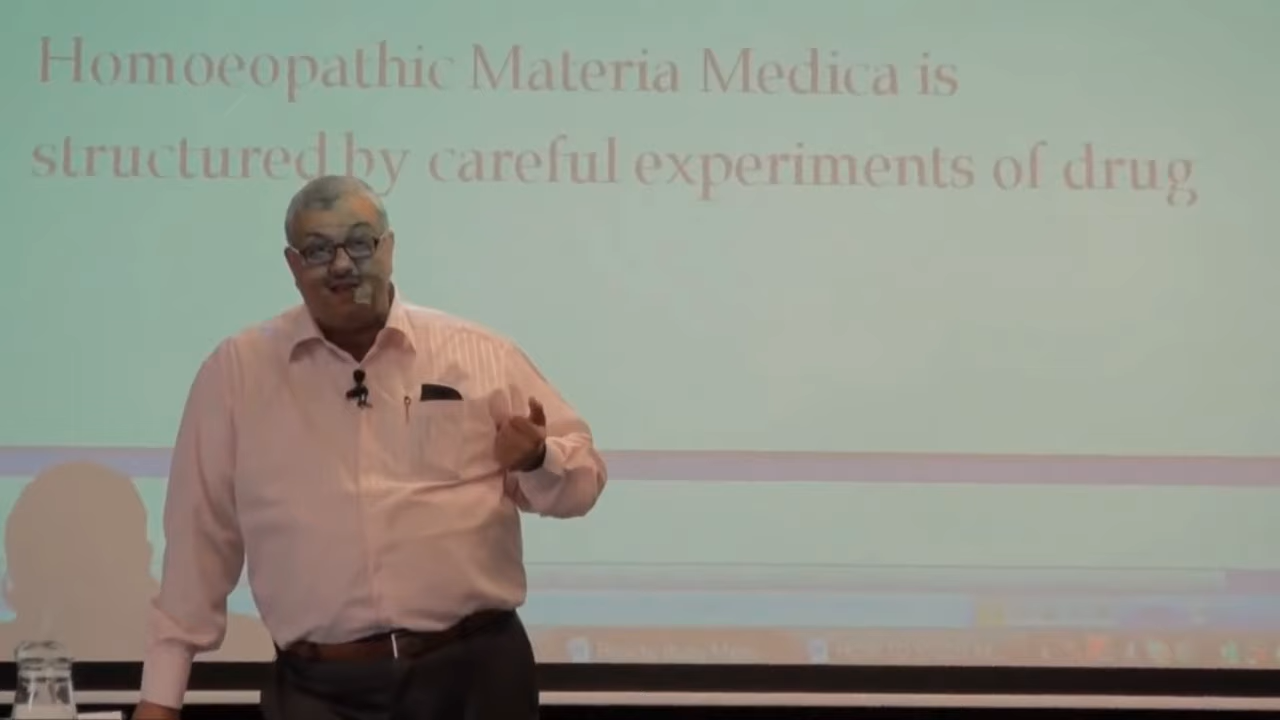 Homoeopathic Materia Medica is
structured by careful experiments of drug